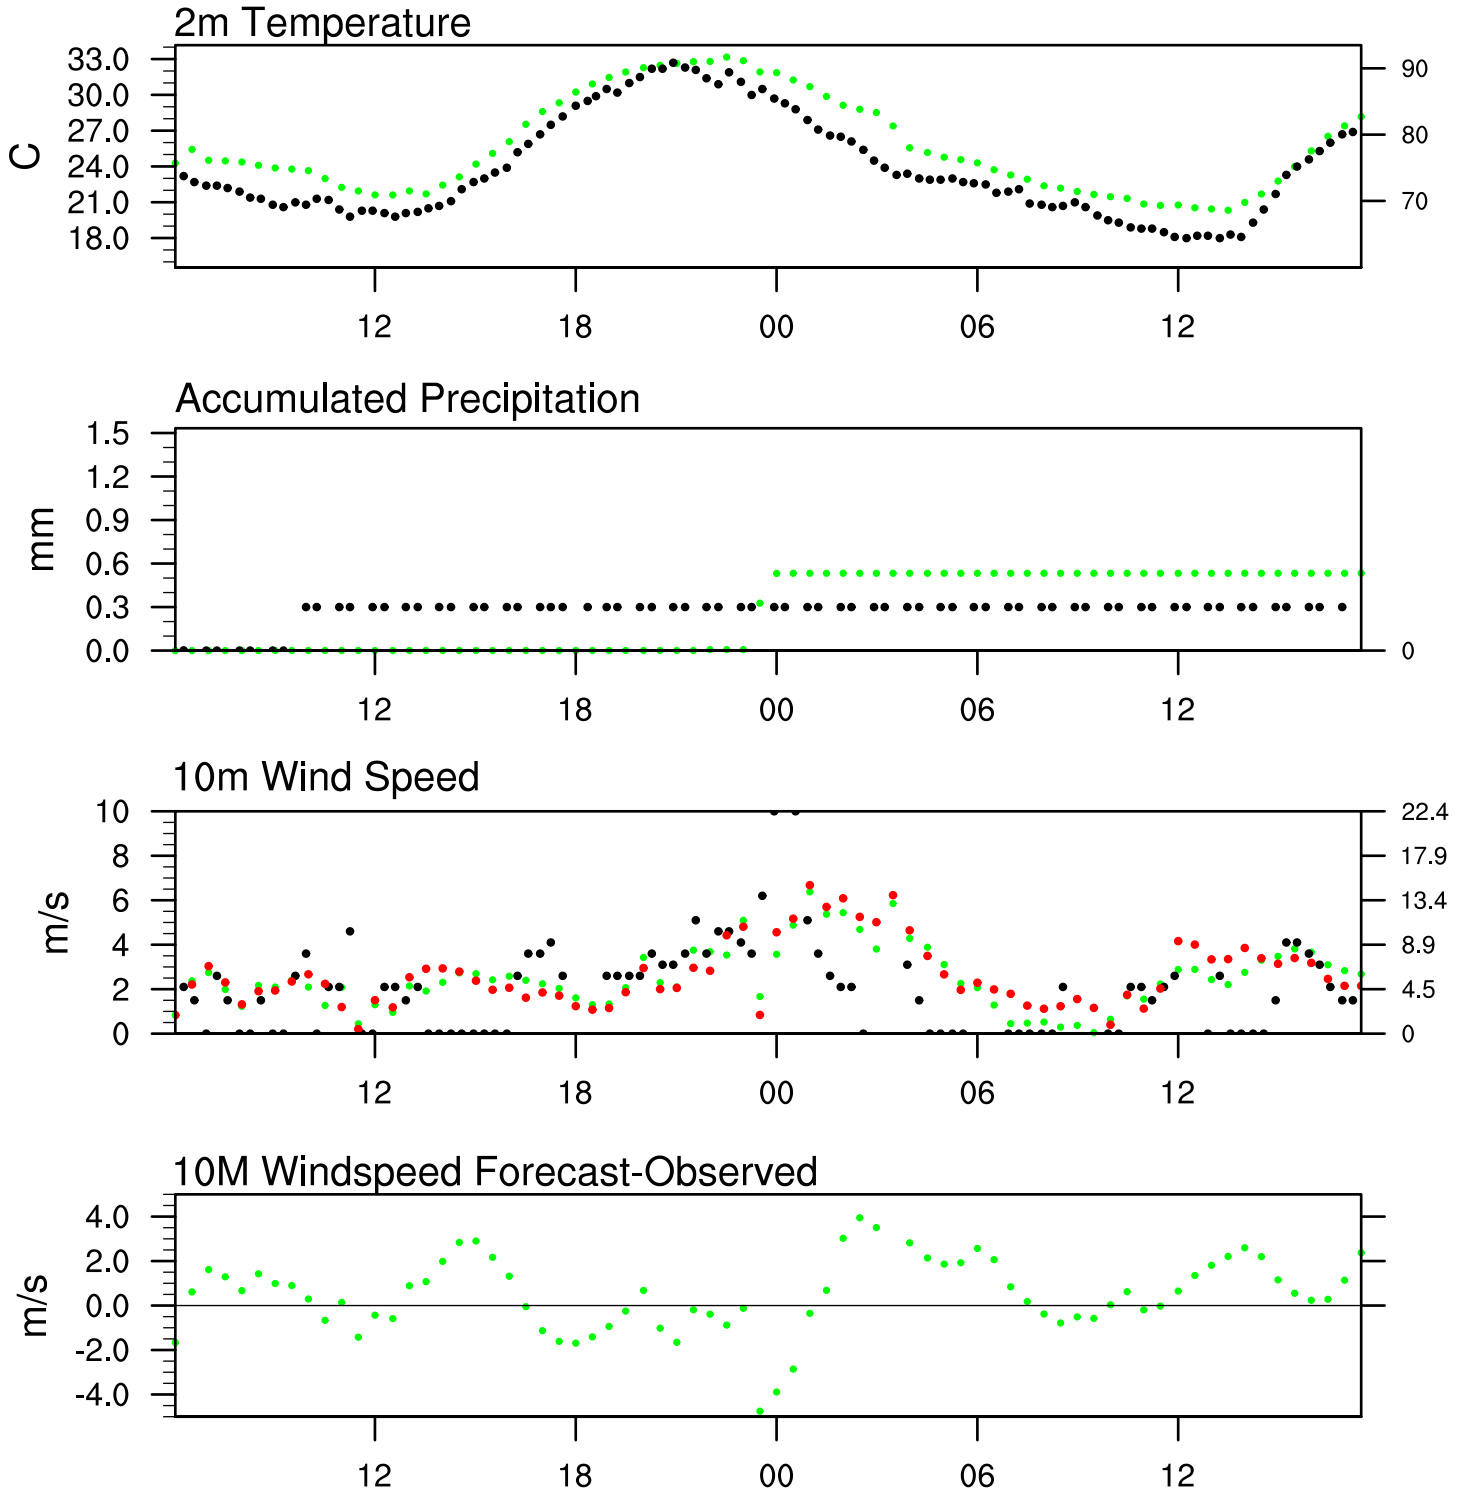 2m Temperature
33.0
30.0
27.0
24.0
21.0
18.0
C
90
80
70
12 18 00 06 12
Accumulated Precipitation
1.5
1.2
0.9
0.6
0.3
0.0
mm
0
12 18 00 06 12
10m Wind Speed
10
8
6
4
2
0
m/s
22.4
17.9
13.4
8.9
4.5
0
12 18 00 06 12
10M Windspeed Forecast-Observed
4.0
2.0
0.0
-2.0
-4.0
m/s
12 18 00 06 12